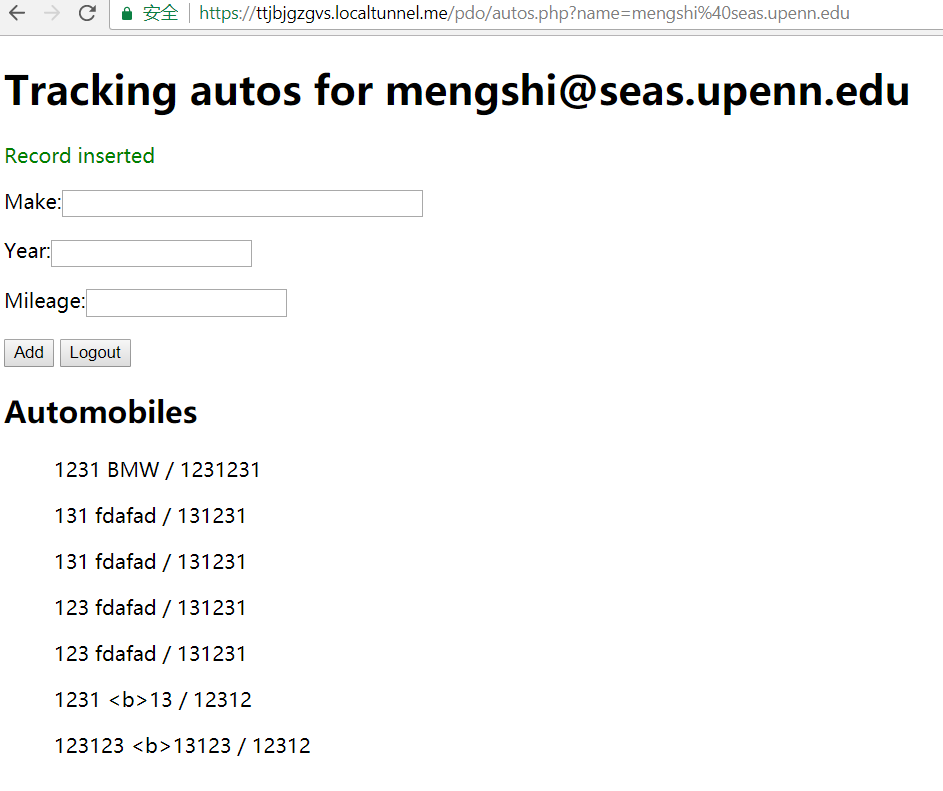 安全 https://ttjbjgzgvs.localtunnel.me/pdo/autos.php?name=mengshi%40seas.upenn.edu
Tracking autos for mengshi@seas.upenn.edu
Record inserted
Make:
Year:
Mileage:
Add Logout
Automobiles
1231 BMW / 1231231
131 fdafad / 131231
131 fdafad / 131231
123 fdafad / 131231
123 fdafad / 131231
1231 <b>13 / 12312
123123 <b>13123 / 12312